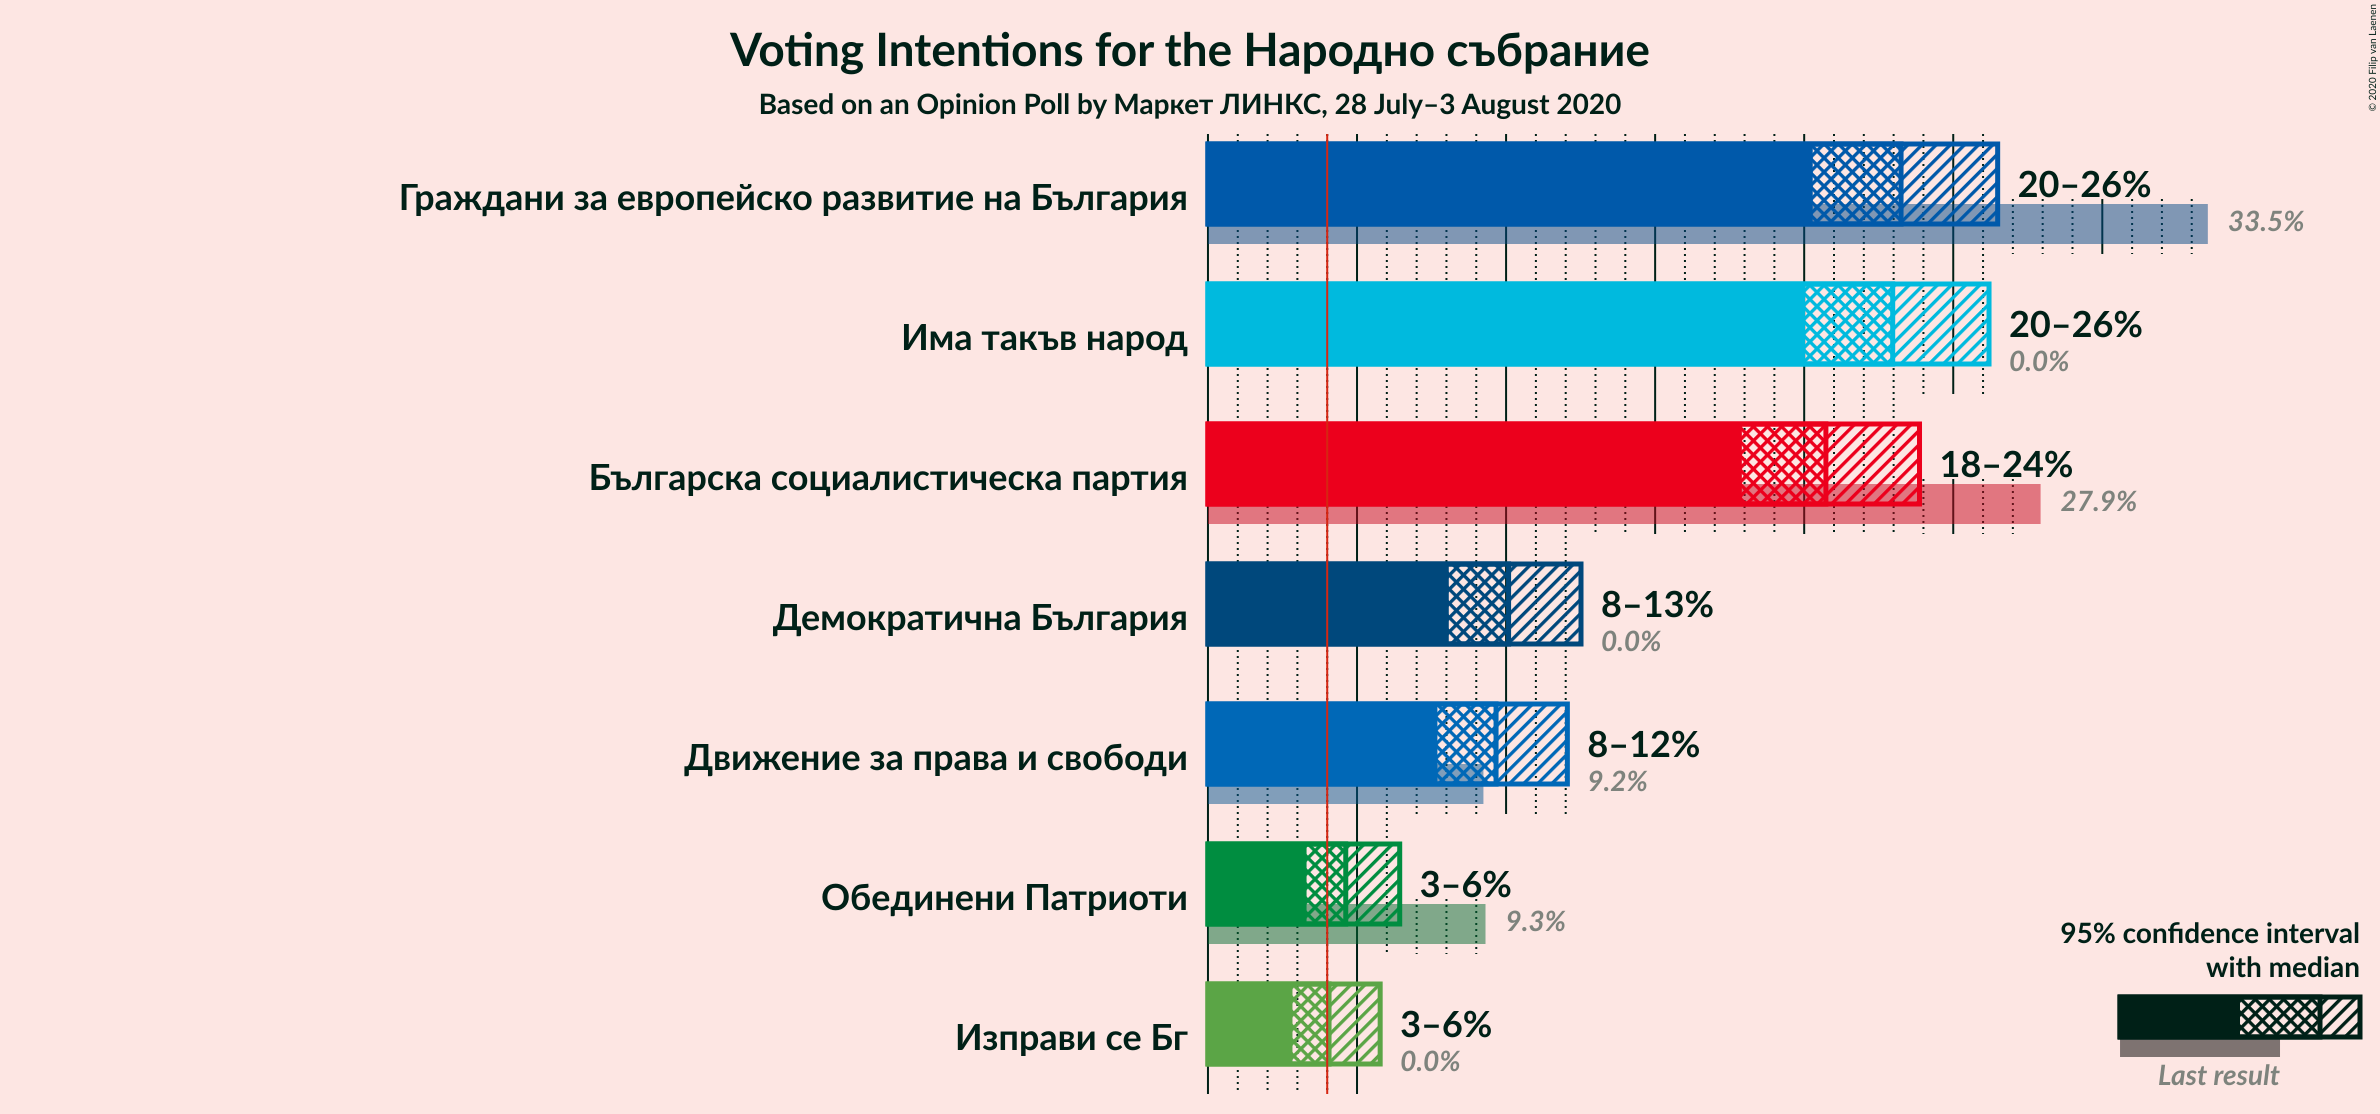 Voting Intentions for the Народно събрание
Based on an Opinion Poll by Маркет ЛИНКС, 28 July–3 August 2020
© 2020 Filip van Laenen
Граждани за европейско развитие на България
20–26%
33.5%
Има такъв народ
20–26%
0.0%
Българска социалистическа партия
18–24%
27.9%
Демократична България
8–13%
0.0%
Движение за права и свободи
8–12%
9.2%
Обединени Патриоти
3–6%
9.3%
Изправи се Бг
3–6%
0.0%
95% confidence interval
with median
Last result